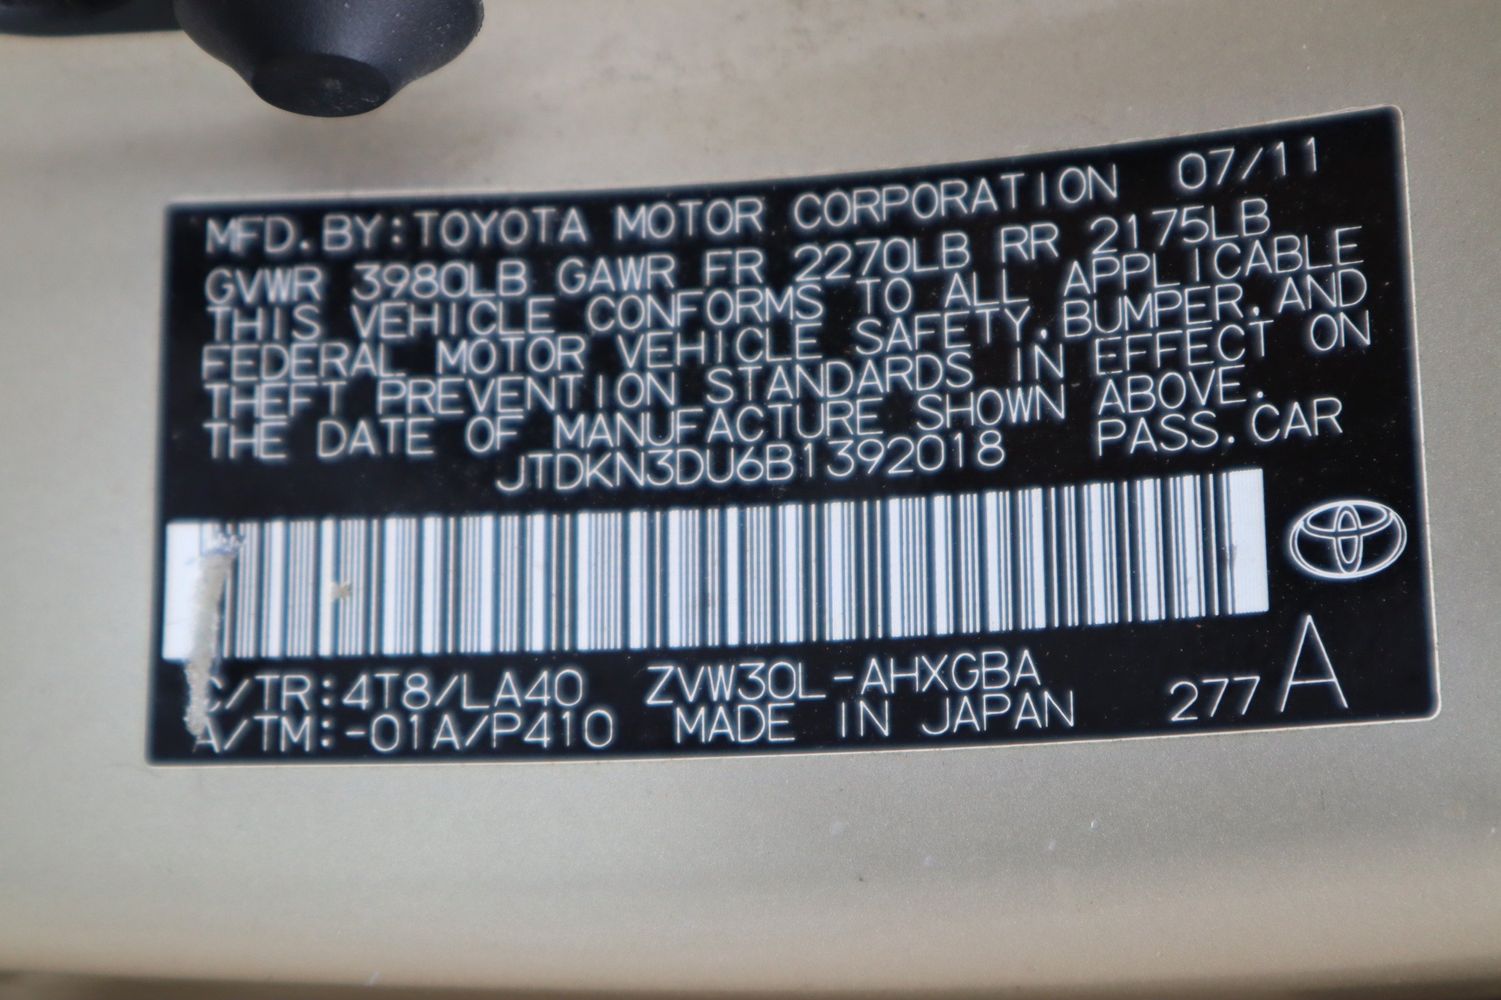 MFD. BY: TOYOTA MOTOR CORPORATION 07/11
GVWR 3980LB GAWR FR 2270LB RR 2175LB
THIS VEHICLE CONFORMS TO ALL APPLICABLE
FEDERAL MOTOR VEHICLE SAFETY, BUMPER, AND
THEFT PREVENTION STANDARDS IN EFFECT ON
THE DATE OF MANUFACTURE SHOWN ABOVE.
JTDKN3DU6B1392018 PASS. CAR
C/TR: 4T8/LA40 ZVW30L-AHXGBA
A/TM: -01A/P410 MADE IN JAPAN 277 A